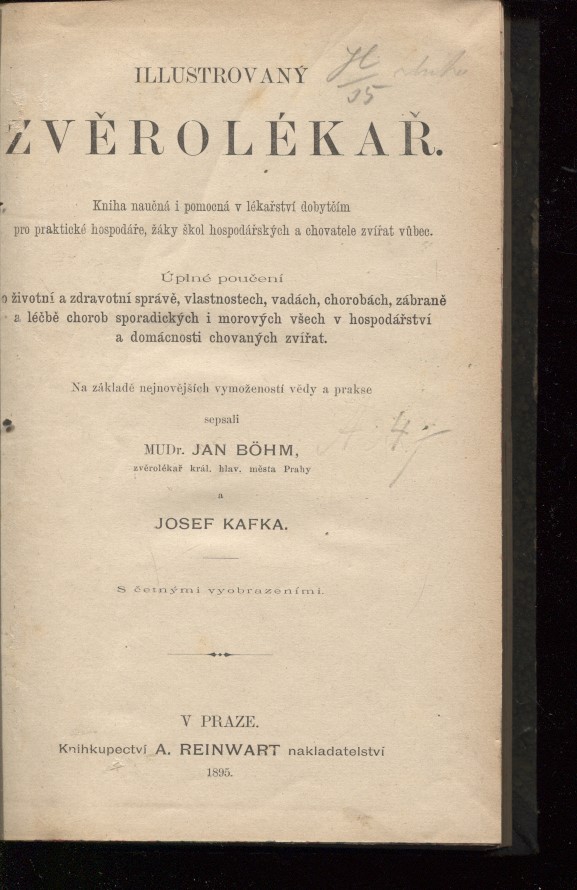 ILLUSTROVANÝ
ZVĚROLÉKAŘ.
Kniha naučná i pomocná v lékařství dobytčím
pro praktické hospodáře, žáky škol hospodářských a chovatele zvířat vůbec.
Úplné poučení
o životní a zdravotní správě, vlastnostech, vadách, chorobách, zábraně
a léčbě chorob sporadických i morových všech v hospodářství
a domácnosti chovaných zvířat.
Na základě nejnovějších vymožeností vědy a prakse
sepsali
MUDr. JAN BÖHM,
zvěrolékař král. hlav. města Prahy
a
JOSEF KAFKA.
S četnými vyobrazeními.
V PRAZE.
Knihkupectví A. REINWART nakladatelství
1895.